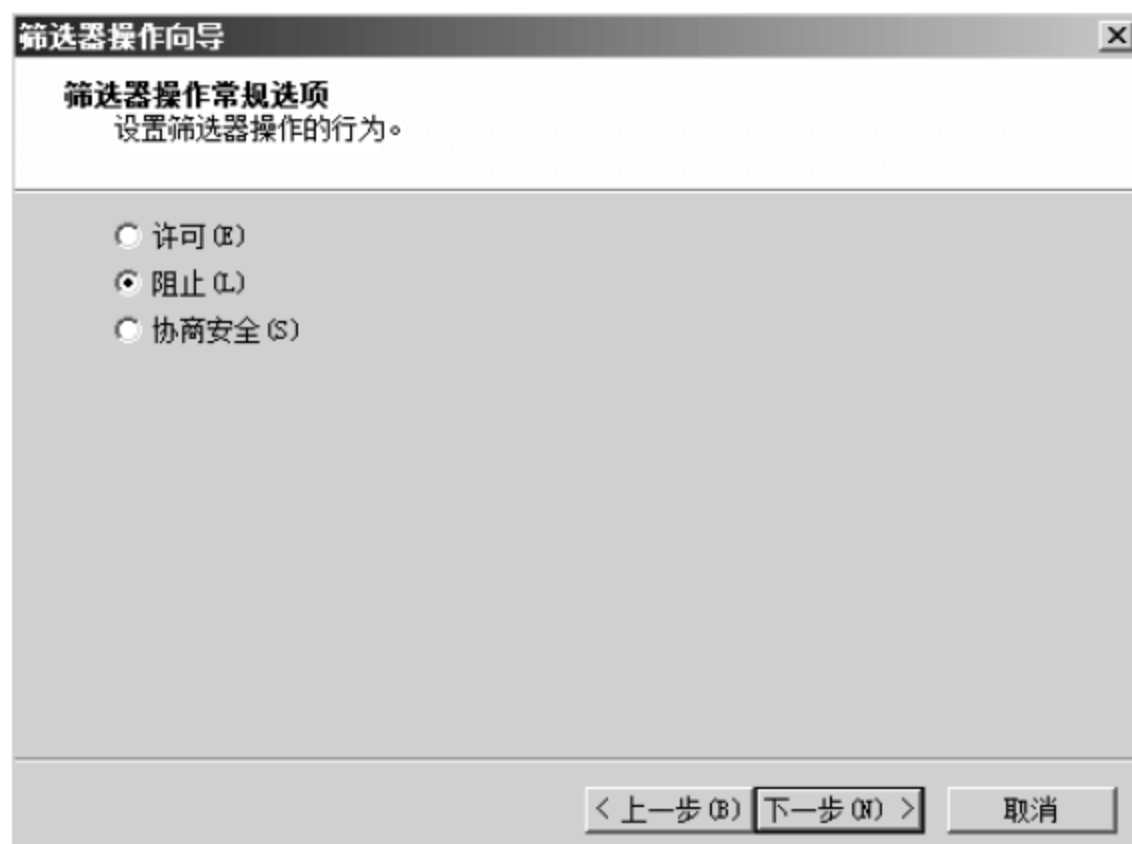 筛选器操作向导
筛选器操作常规选项
设置筛选器操作的行为。
许可(E)
阻止(L)
协商安全(S)
< 上一步(B) 下一步(N) > 取消